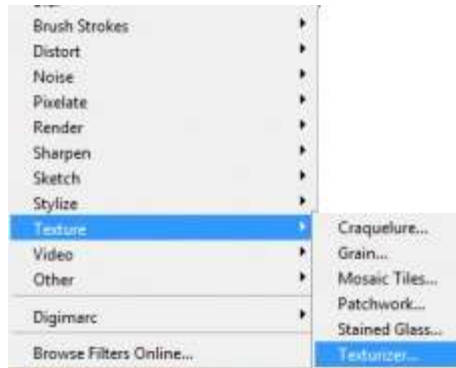 Brush Strokes
Distort
Noise
Pixelate
Render
Sharpen
Sketch
Stylize
Texture
Video
Other
Digimarc
Browse Filters Online...
Craquelure...
Grain...
Mosaic Tiles...
Patchwork...
Stained Glass...
Texturizer...